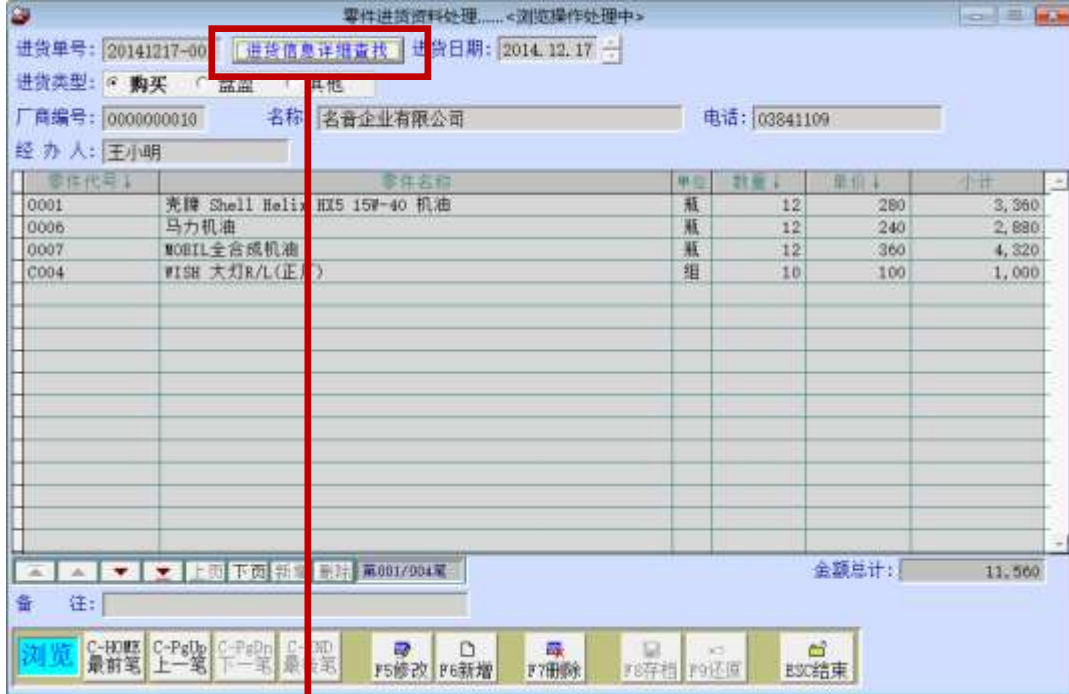 零件进货资料处理......<浏览操作处理中>
进货单号: 20141217-00 进货信息详细查找 进货日期: 2014.12.17
进货类型: 购买 盘盈 其他
厂商编号: 0000000010 名称 名音企业有限公司 电话: 03841109
经办人: 王小明
零件代号↓ 零件名称 单位 数量↓ 单价↓ 小计
0001 壳牌 Shell Helix HX5 15W-40 机油 瓶 12 280 3,360
0006 马力机油 瓶 12 240 2,880
0007 MOBIL全合成机油 瓶 12 360 4,320
C004 WISH 大灯R/L(正厂) 组 10 100 1,000
上页 下页 新增 删除 第001/004笔 金额总计: 11,560
备 注:
浏览 C-HOME C-PgUp C-PgDn C-END
最前笔 上一笔 下一笔 最后笔 F5修改 F6新增 F7删除 F8存档 F9还原 ESC结束